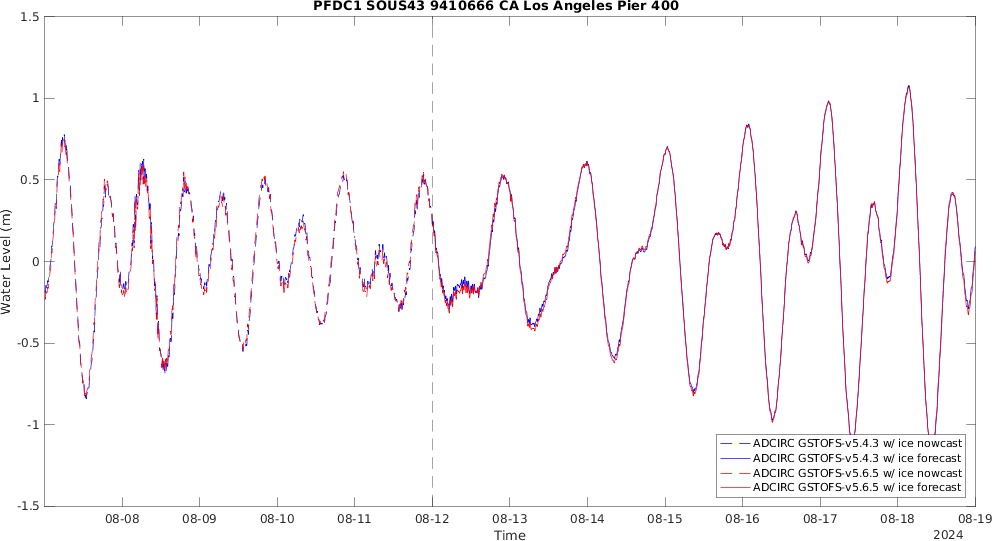 PFDC1 SOUS43 9410666 CA Los Angeles Pier 400
1.5
1
0.5
0
-0.5
-1
-1.5
Water Level (m)
ADCIRC GSTOFS-v5.4.3 w/ ice nowcast
ADCIRC GSTOFS-v5.4.3 w/ ice forecast
ADCIRC GSTOFS-v5.6.5 w/ ice nowcast
ADCIRC GSTOFS-v5.6.5 w/ ice forecast
08-08 08-09 08-10 08-11 08-12 08-13 08-14 08-15 08-16 08-17 08-18 08-19
Time
2024